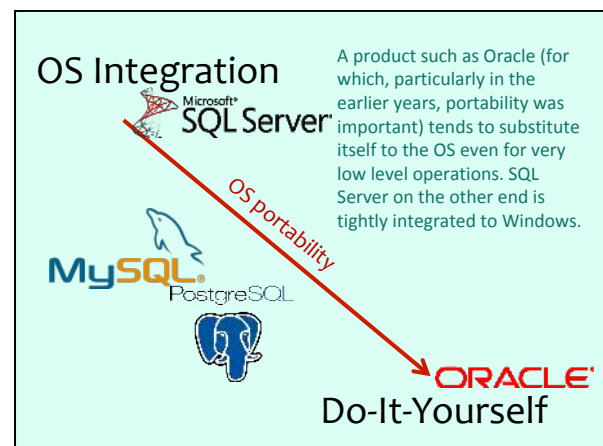 OS Integration
Microsoft®
SQL Server
A product such as Oracle (for
which, particularly in the
earlier years, portability was
important) tends to substitute
itself to the OS even for very
low level operations. SQL
Server on the other end is
tightly integrated to Windows.
OS portability
MySQL®
PostgreSQL
ORACLE®
Do-It-Yourself